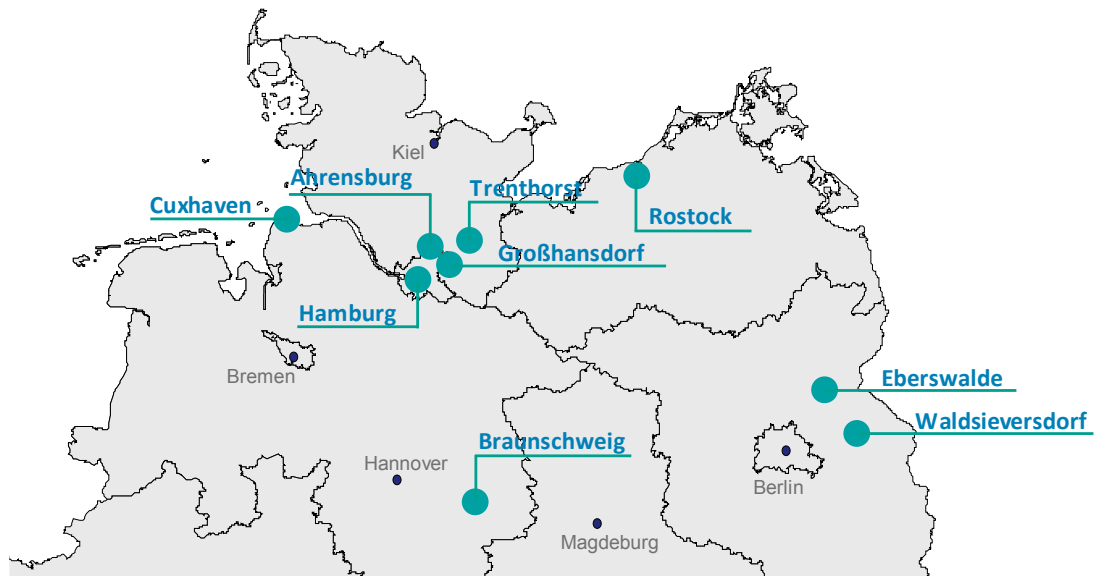 Kiel
Ahrensburg
Trenthorst
Cuxhaven
Rostock
Großhansdorf
Hamburg
Bremen
Eberswalde
Waldsieversdorf
Braunschweig
Hannover
Berlin
Magdeburg